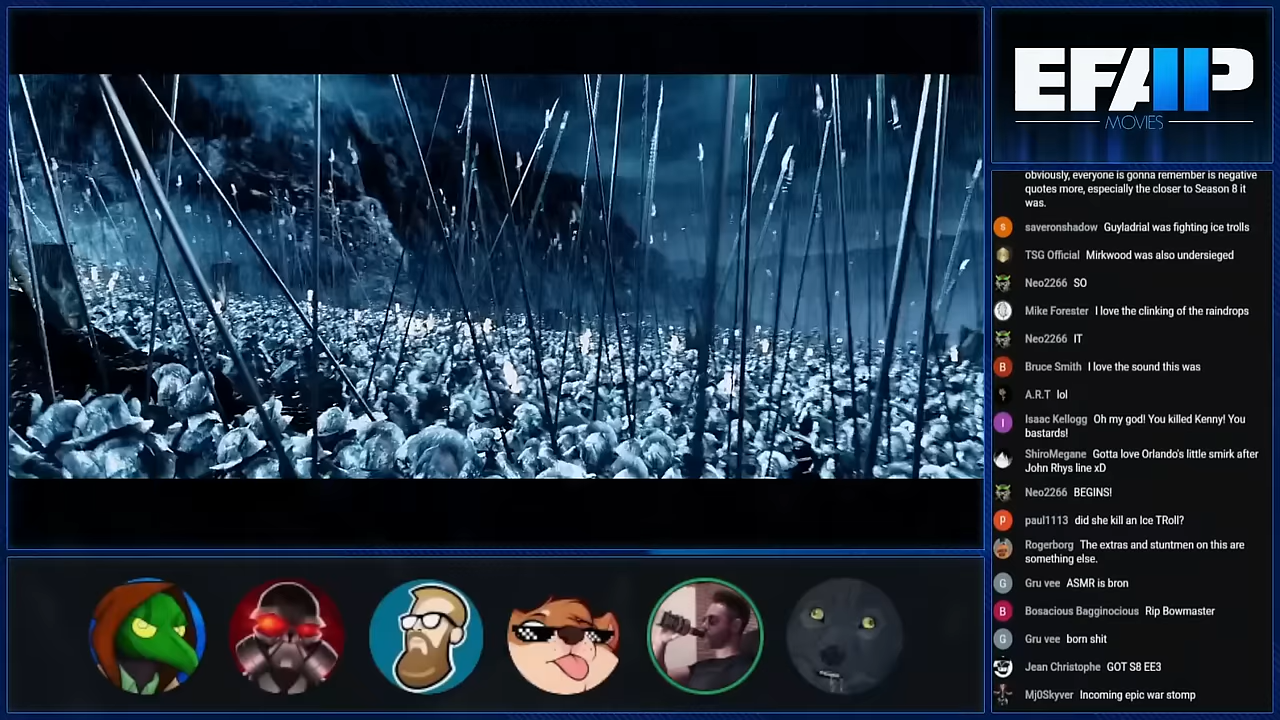 EFAP
MOVIES
obviously, everyone is gonna remember is negative
quotes more, especially the closer to Season 8 it
was.
saveronshadow Guyladrial was fighting ice trolls
TSG Official Mirkwood was also undersieged
Neo2266 SO
Mike Forester I love the clinking of the raindrops
Neo2266 IT
Bruce Smith I love the sound this was
A.R.T lol
Isaac Kellogg Oh my god! You killed Kenny! You
bastards!
ShiroMegane Gotta love Orlando's little smirk after
John Rhys line xD
Neo2266 BEGINS!
paul1113 did she kill an Ice TRoll?
Rogerborg The extras and stuntmen on this are
something else.
Gru vee ASMR is bron
Bosacious Bagginocious Rip Bowmaster
Gru vee born shit
Jean Christophe GOT S8 EE3
Mj0Skyver Incoming epic war stomp